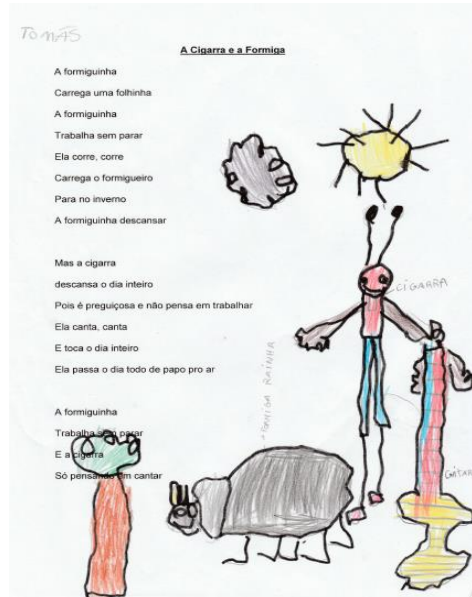 TOMÁS
A Cigarra e a Formiga
A formiguinha
Carrega uma folhinha
A formiguinha
Trabalha sem parar
Ela corre, corre
Carrega o formigueiro
Para no inverno
A formiguinha descansar
Mas a cigarra
descansa o dia inteiro
Pois é preguiçosa e não pensa em trabalhar
Ela canta, canta
E toca o dia inteiro
Ela passa o dia todo de papo pro ar
A formiguinha
Trabalha sem parar
E a cigarra
Só pensando em cantar
CIGARRA
RAINHA